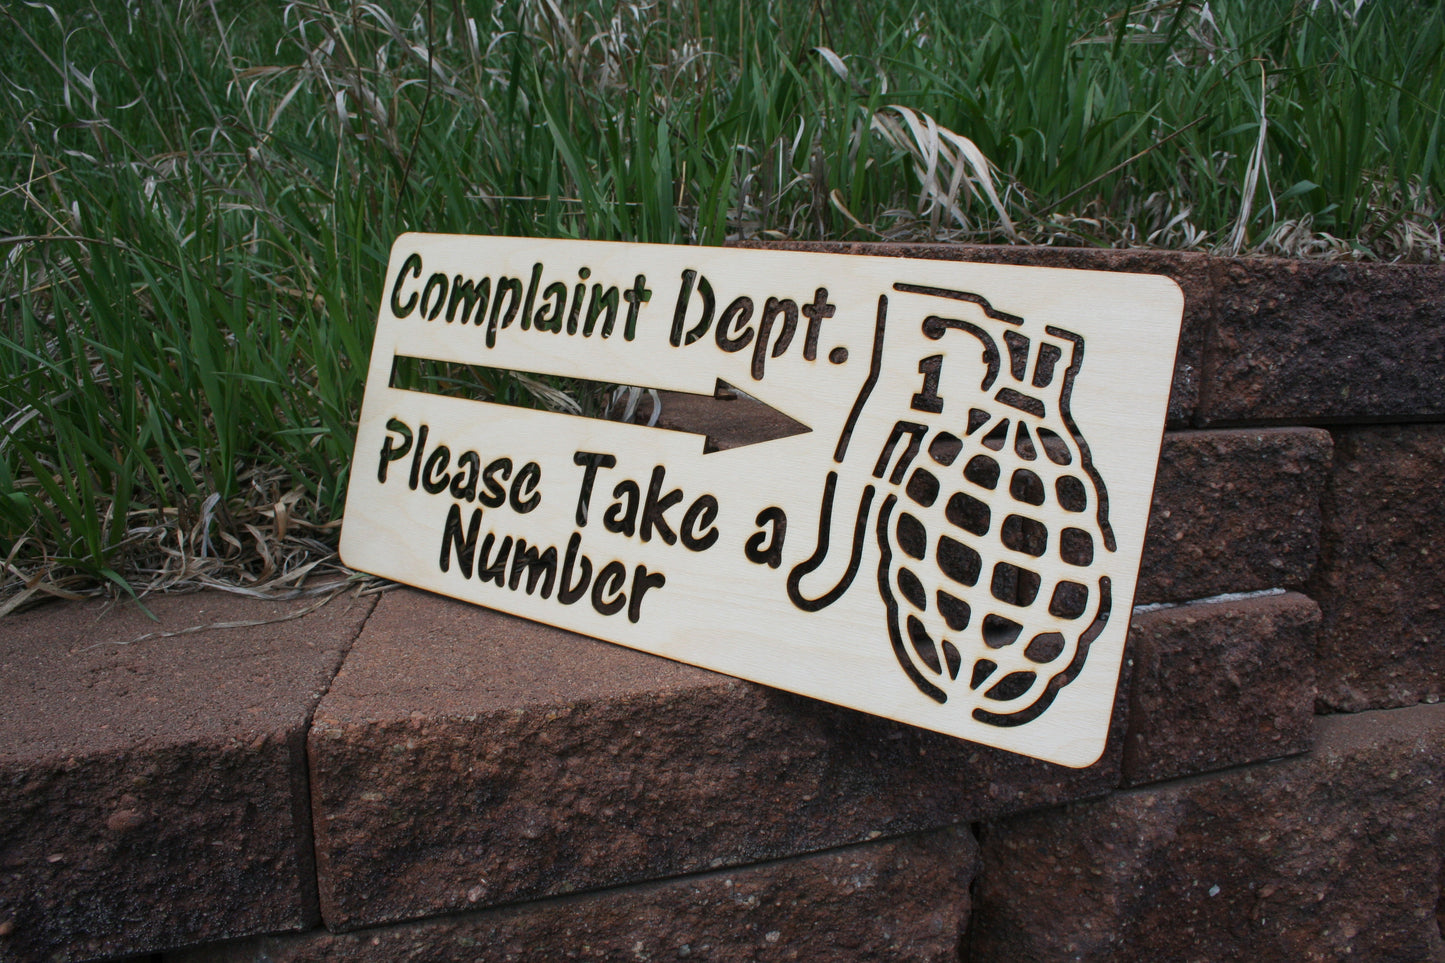 Complaint Dept.
Please Take a
Number
1